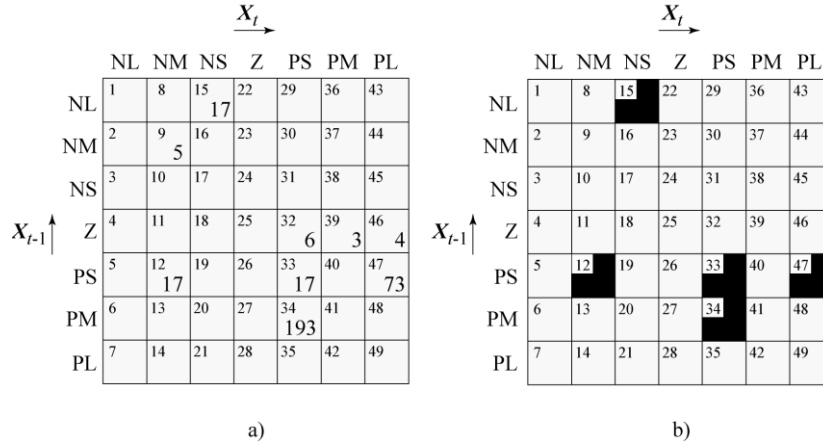 X_t X_t
NL NM NS Z PS PM PL NL NM NS Z PS PM PL
NL 1 8 15 17 22 29 36 43 NL 1 8 15 22 29 36 43
NM 2 9 5 16 23 30 37 44 NM 2 9 16 23 30 37 44
NS 3 10 17 24 31 38 45 NS 3 10 17 24 31 38 45
X_{t-1} Z 4 11 18 25 32 6 39 3 46 4 X_{t-1} Z 4 11 18 25 32 39 46
PS 5 12 17 19 26 33 17 40 47 73 PS 5 12 19 26 33 40 47
PM 6 13 20 27 34 193 41 48 PM 6 13 20 27 34 41 48
PL 7 14 21 28 35 42 49 PL 7 14 21 28 35 42 49
a) b)